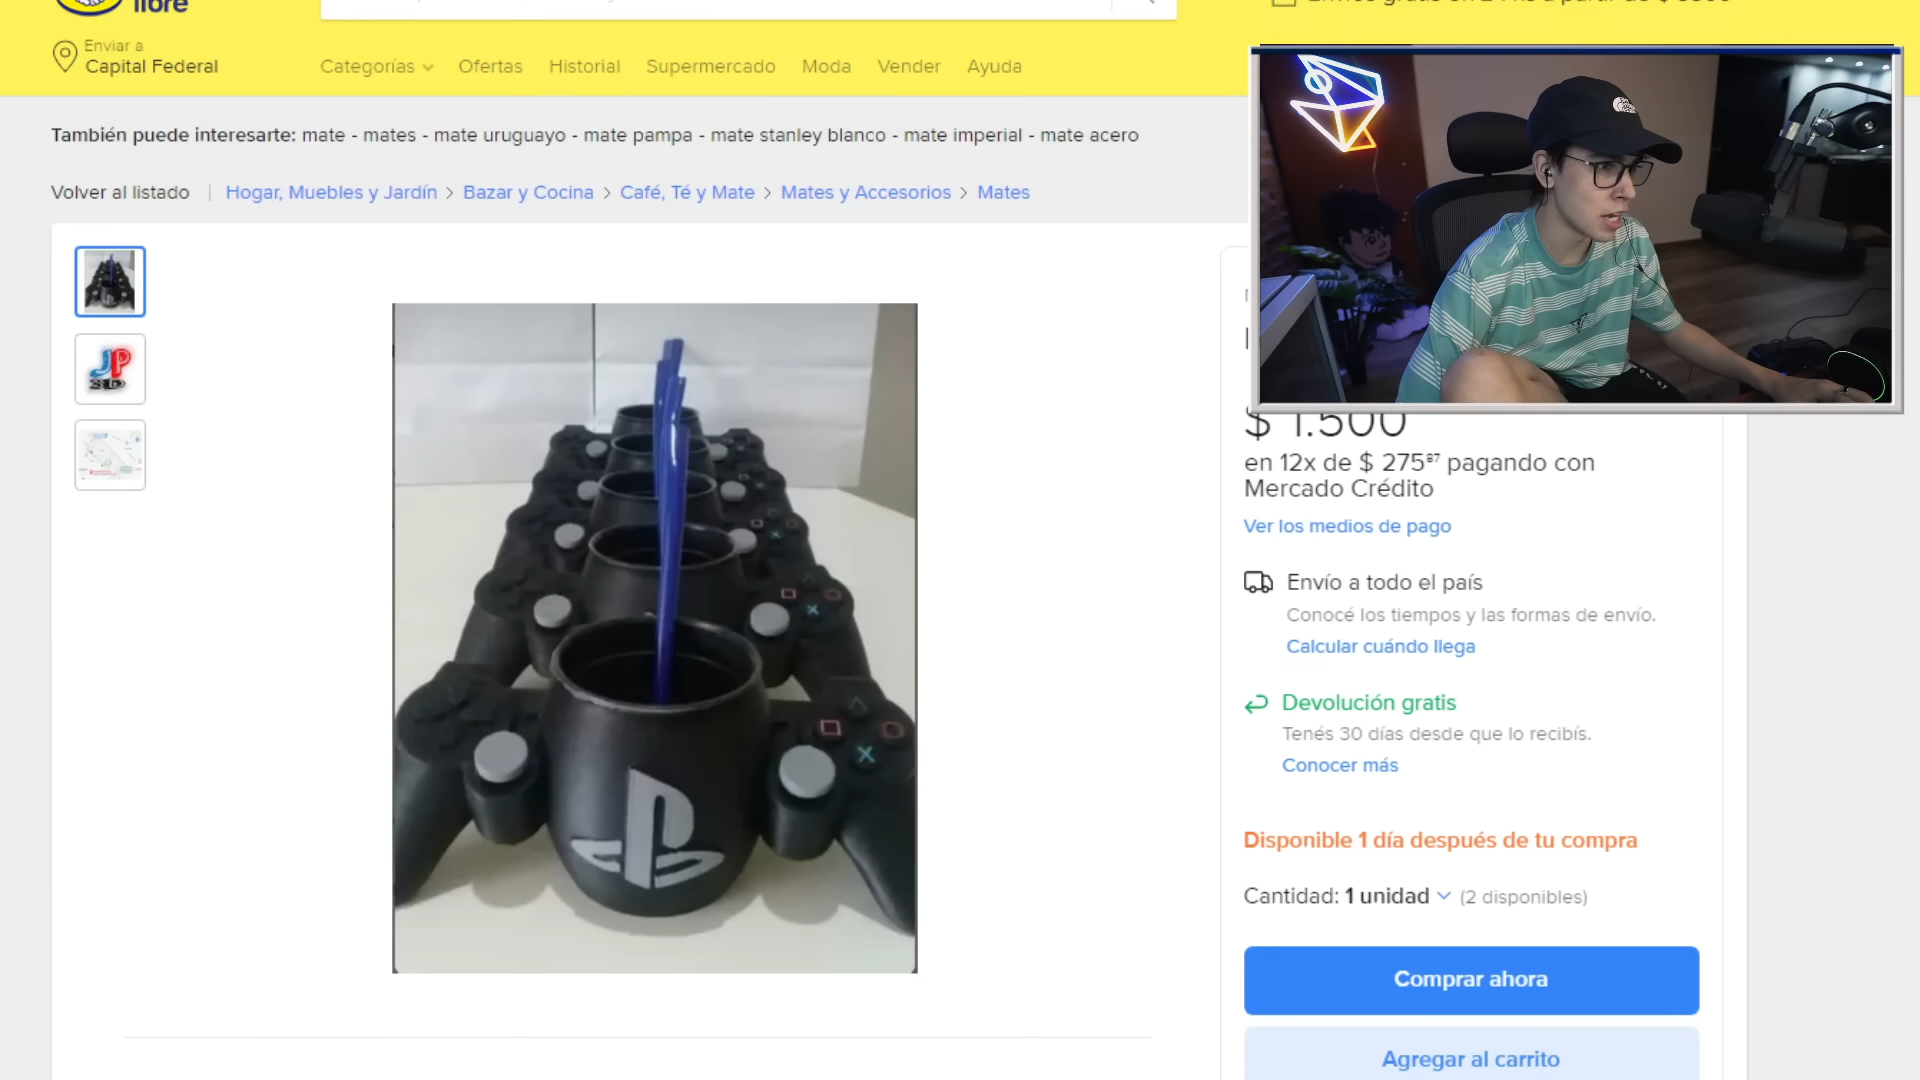 libre
Enviar a
Capital Federal
Categorías
Ofertas
Historial
Supermercado
Moda
Vender
Ayuda
También puede interesarte: mate - mates - mate uruguayo - mate pampa - mate stanley blanco - mate imperial - mate acero
Volver al listado | Hogar, Muebles y Jardín > Bazar y Cocina > Café, Té y Mate > Mates y Accesorios > Mates
JP
3D
$ 1.500
en 12x de $ 275⁸⁷ pagando con
Mercado Crédito
Ver los medios de pago
Envío a todo el país
Conocé los tiempos y las formas de envío.
Calcular cuándo llega
Devolución gratis
Tenés 30 días desde que lo recibís.
Conocer más
Disponible 1 día después de tu compra
Cantidad: 1 unidad (2 disponibles)
Comprar ahora
Agregar al carrito